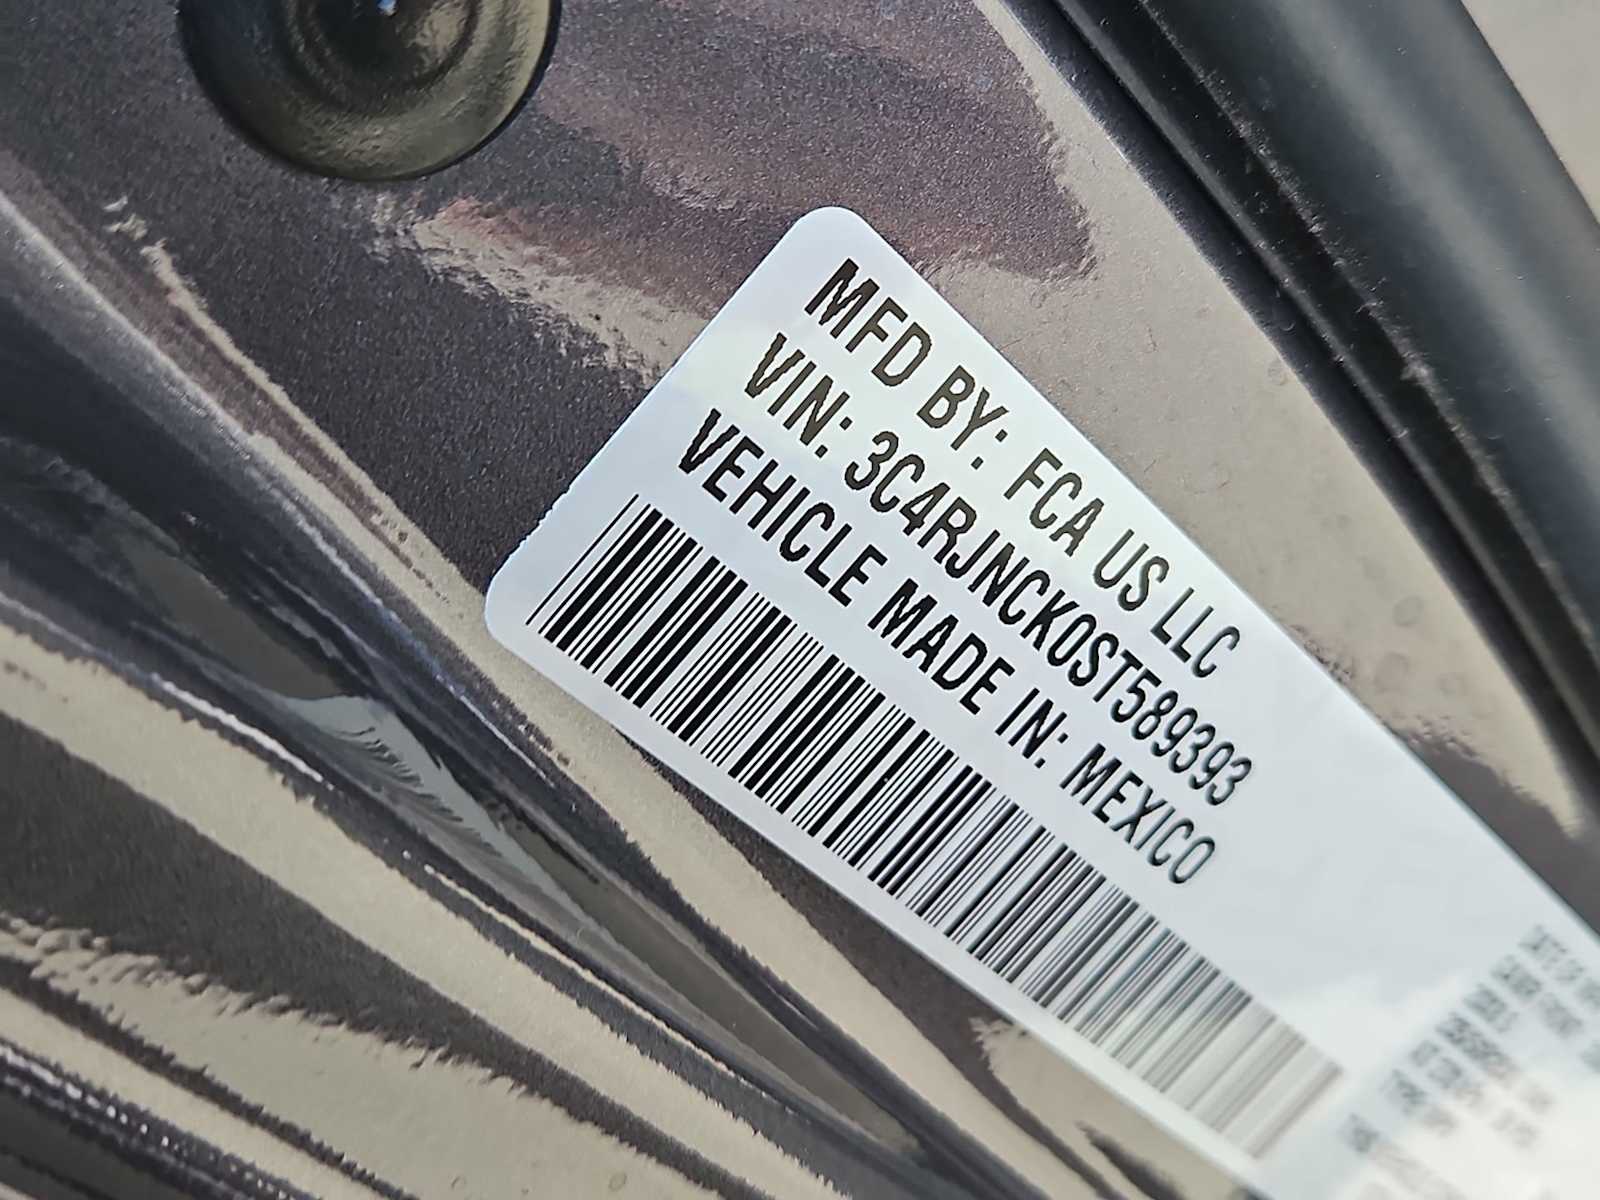 MFD BY: FCA US LLC
VIN: 3C4RJNCK0ST589393
VEHICLE MADE IN: MEXICO